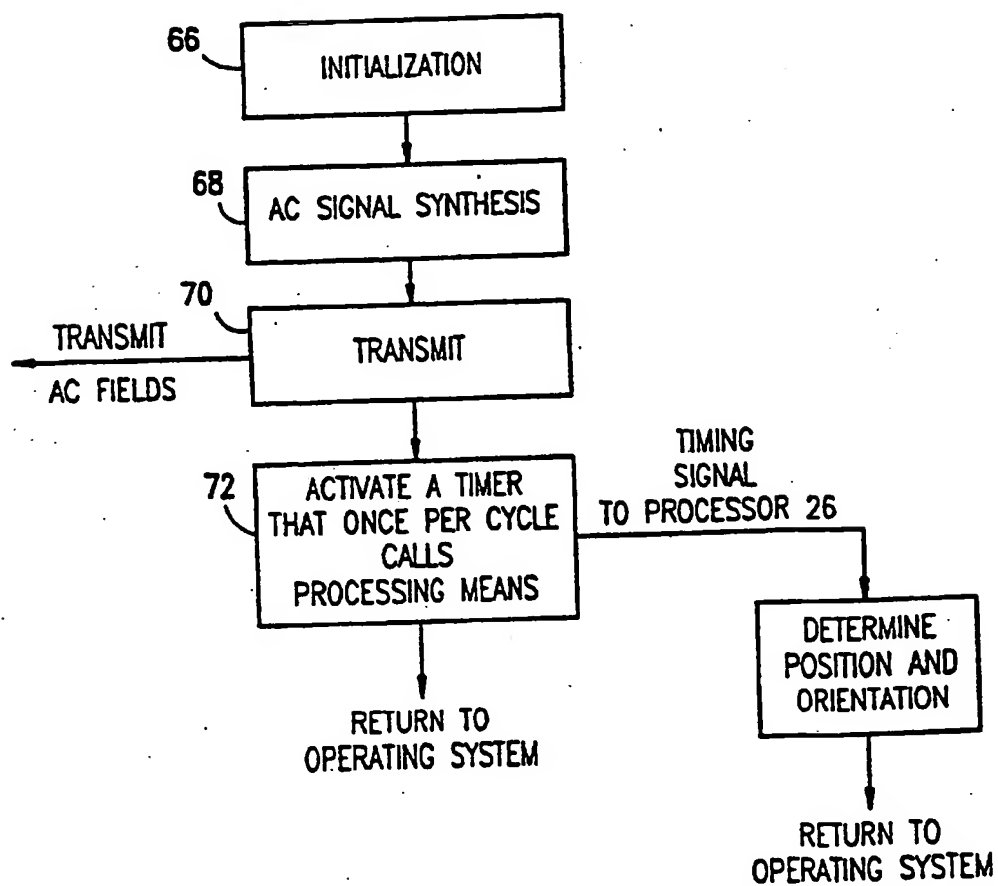 66
INITIALIZATION
68
AC SIGNAL SYNTHESIS
70
TRANSMIT
AC FIELDS
TRANSMIT
72
ACTIVATE A TIMER
THAT ONCE PER CYCLE
CALLS
PROCESSING MEANS
TIMING
SIGNAL
TO PROCESSOR 26
DETERMINE
POSITION AND
ORIENTATION
RETURN TO
OPERATING SYSTEM
RETURN TO
OPERATING SYSTEM